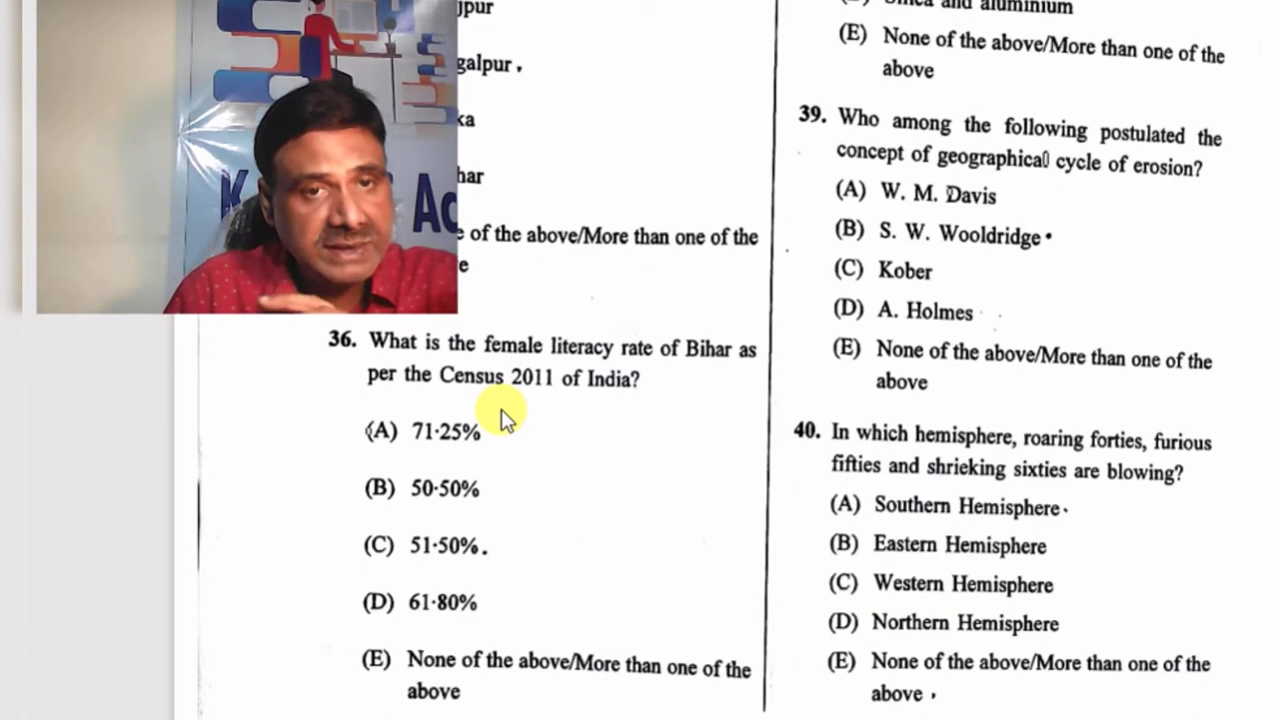 galpur,
har
of the above/More than one of the
36. What is the female literacy rate of Bihar as
per the Census 2011 of India?
(A) 71·25%
(B) 50·50%
(C) 51·50%.
(D) 61·80%
(E) None of the above/More than one of the
above
and aluminium
(E) None of the above/More than one of the
above
39. Who among the following postulated the
concept of geographical cycle of erosion?
(A) W. M. Davis
(B) S. W. Wooldridge
(C) Kober
(D) A. Holmes
(E) None of the above/More than one of the
above
40. In which hemisphere, roaring forties, furious
fifties and shrieking sixties are blowing?
(A) Southern Hemisphere
(B) Eastern Hemisphere
(C) Western Hemisphere
(D) Northern Hemisphere
(E) None of the above/More than one of the
above